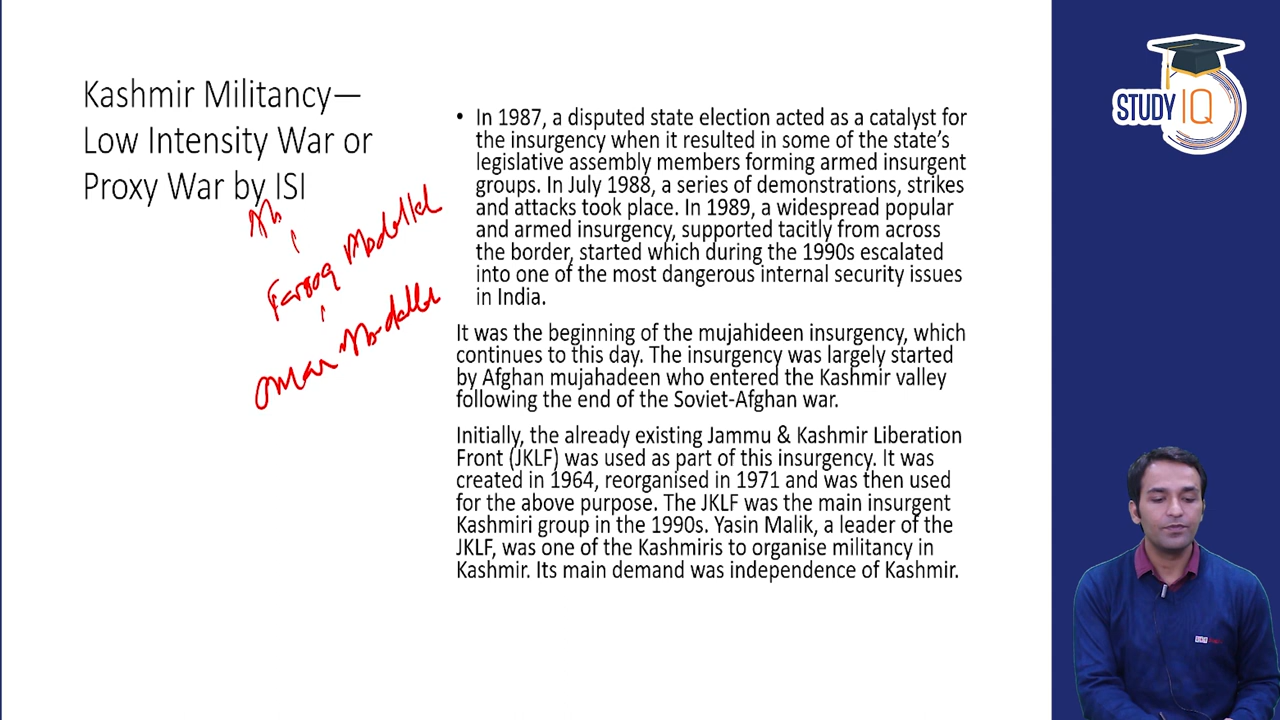 Kashmir Militancy—
Low Intensity War or
Proxy War by ISI
• In 1987, a disputed state election acted as a catalyst for
the insurgency when it resulted in some of the state's
legislative assembly members forming armed insurgent
groups. In July 1988, a series of demonstrations, strikes
and attacks took place. In 1989, a widespread popular
and armed insurgency, supported tacitly from across
the border, started which during the 1990s escalated
into one of the most dangerous internal security issues
in India.
It was the beginning of the mujahideen insurgency, which
continues to this day. The insurgency was largely started
by Afghan mujahadeen who entered the Kashmir valley
following the end of the Soviet-Afghan war.
Initially, the already existing Jammu & Kashmir Liberation
Front (JKLF) was used as part of this insurgency. It was
created in 1964, reorganised in 1971 and was then used
for the above purpose. The JKLF was the main insurgent
Kashmiri group in the 1990s. Yasin Malik, a leader of the
JKLF, was one of the Kashmiris to organise militancy in
Kashmir. Its main demand was independence of Kashmir.
Farooq
Omar
STUDY IQ